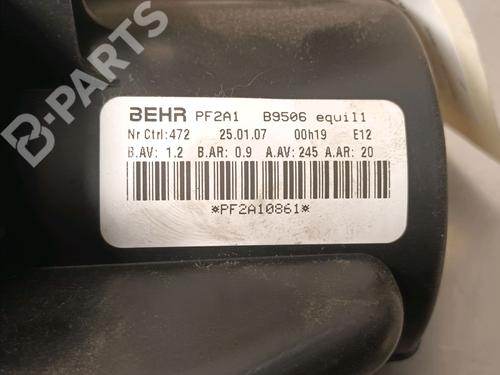 BEHR PF2A1 B9506 equil1
Nr Ctrl:472 25.01.07 00h19 E12
B.AV: 1.2 B.AR: 0.9 A.AV: 245 A.AR: 20
*PF2A10861*
B-PARTS